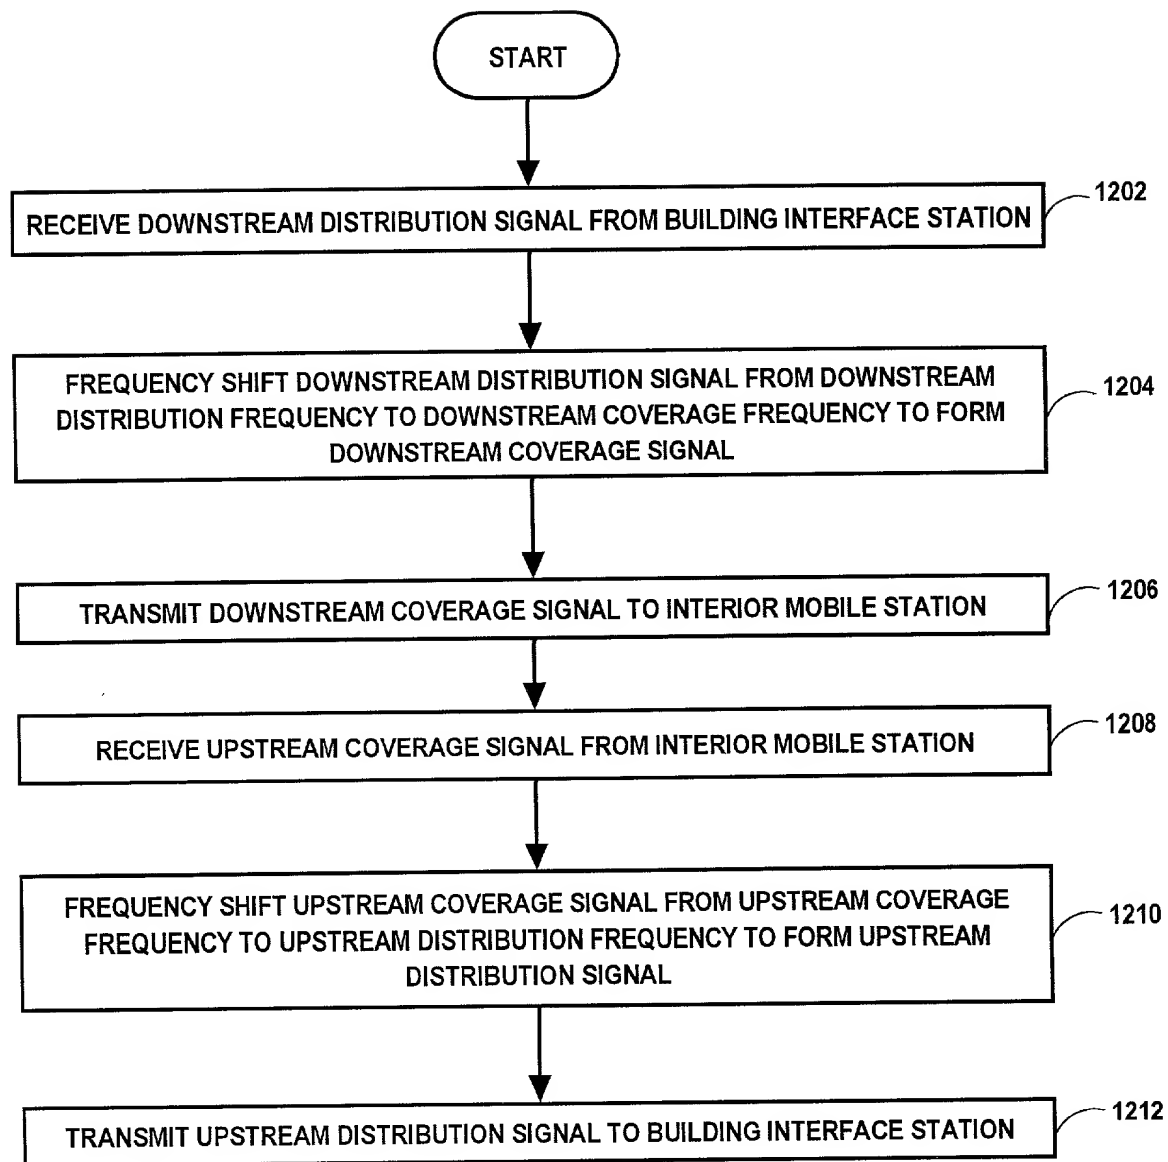 START
RECEIVE DOWNSTREAM DISTRIBUTION SIGNAL FROM BUILDING INTERFACE STATION
1202
FREQUENCY SHIFT DOWNSTREAM DISTRIBUTION SIGNAL FROM DOWNSTREAM
DISTRIBUTION FREQUENCY TO DOWNSTREAM COVERAGE FREQUENCY TO FORM
DOWNSTREAM COVERAGE SIGNAL
1204
TRANSMIT DOWNSTREAM COVERAGE SIGNAL TO INTERIOR MOBILE STATION
1206
RECEIVE UPSTREAM COVERAGE SIGNAL FROM INTERIOR MOBILE STATION
1208
FREQUENCY SHIFT UPSTREAM COVERAGE SIGNAL FROM UPSTREAM COVERAGE
FREQUENCY TO UPSTREAM DISTRIBUTION FREQUENCY TO FORM UPSTREAM
DISTRIBUTION SIGNAL
1210
TRANSMIT UPSTREAM DISTRIBUTION SIGNAL TO BUILDING INTERFACE STATION
1212